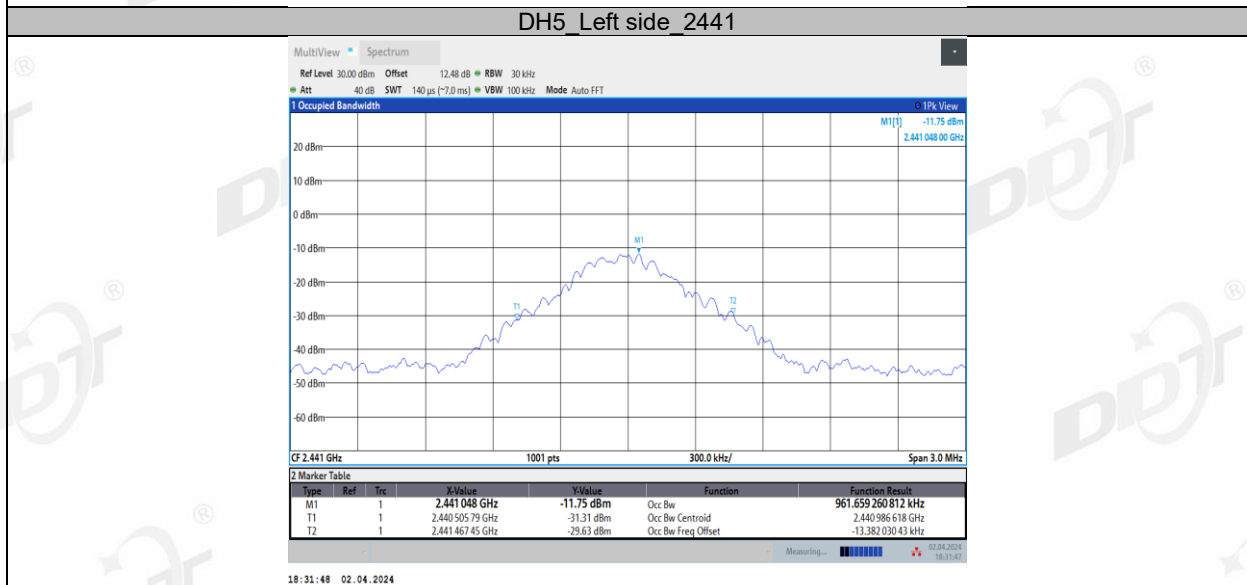 DH5_Left side_2441
MultiView Spectrum
Ref Level 30.00 dBm Offset 12.48 dB RBW 30 kHz
Att 40 dB SWT 140 µs (~7.0 ms) VBW 100 kHz Mode Auto FFT
1 Occupied Bandwidth 1Pk View
M1[1] -11.75 dBm
2.441 048 00 GHz
20 dBm
10 dBm
0 dBm
M1
-10 dBm
-20 dBm
T1 T2
-30 dBm
-40 dBm
-50 dBm
-60 dBm
CF 2.441 GHz 1001 pts 300.0 kHz/ Span 3.0 MHz
2 Marker Table
Type Ref Trc X-Value Y-Value Function Function Result
M1 1 2.441 048 GHz -11.75 dBm Occ Bw 961.659 260 812 kHz
T1 1 2.440 505 79 GHz -31.31 dBm Occ Bw Centroid 2.440 986 618 GHz
T2 1 2.441 467 45 GHz -29.63 dBm Occ Bw Freq Offset -13.382 030 43 kHz
Measuring... 02.04.2024
18:31:47
18:31:48 02.04.2024
DDT ®